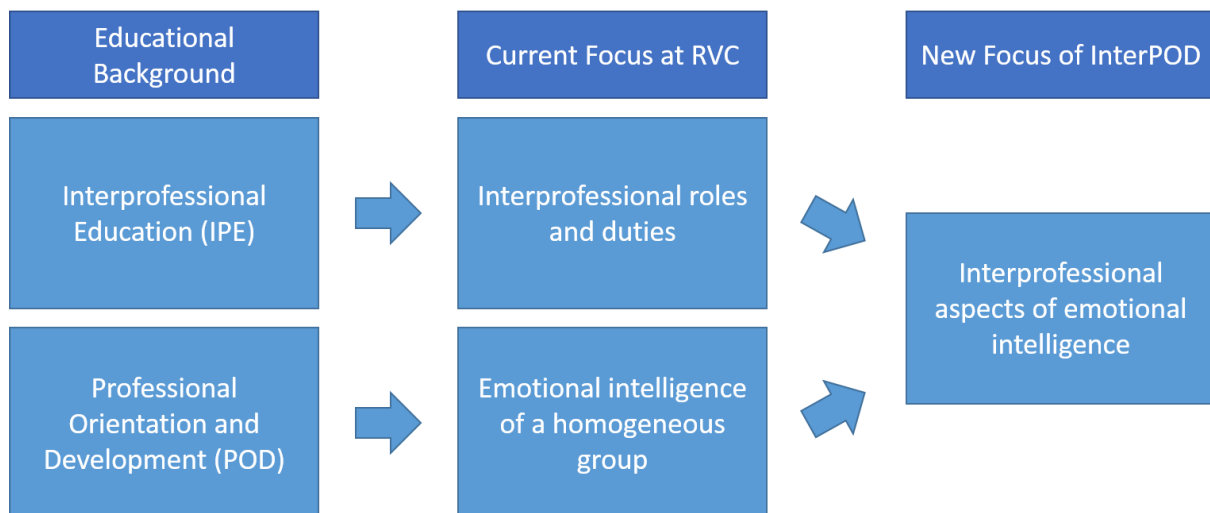 Educational
Background
Current Focus at RVC
New Focus of InterPOD
Interprofessional
Education (IPE)
Interprofessional roles
and duties
Interprofessional
aspects of emotional
intelligence
Professional
Orientation and
Development (POD)
Emotional intelligence
of a homogeneous
group